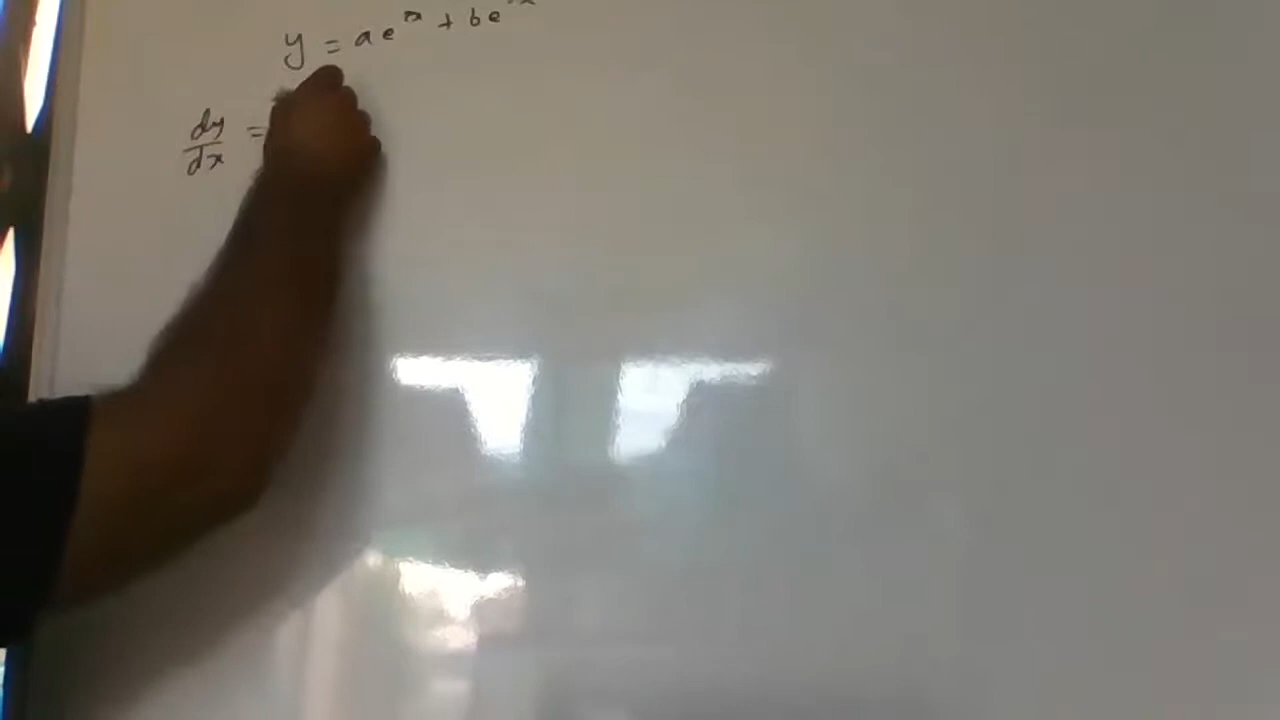 y = ae^x + be
dy/dx =